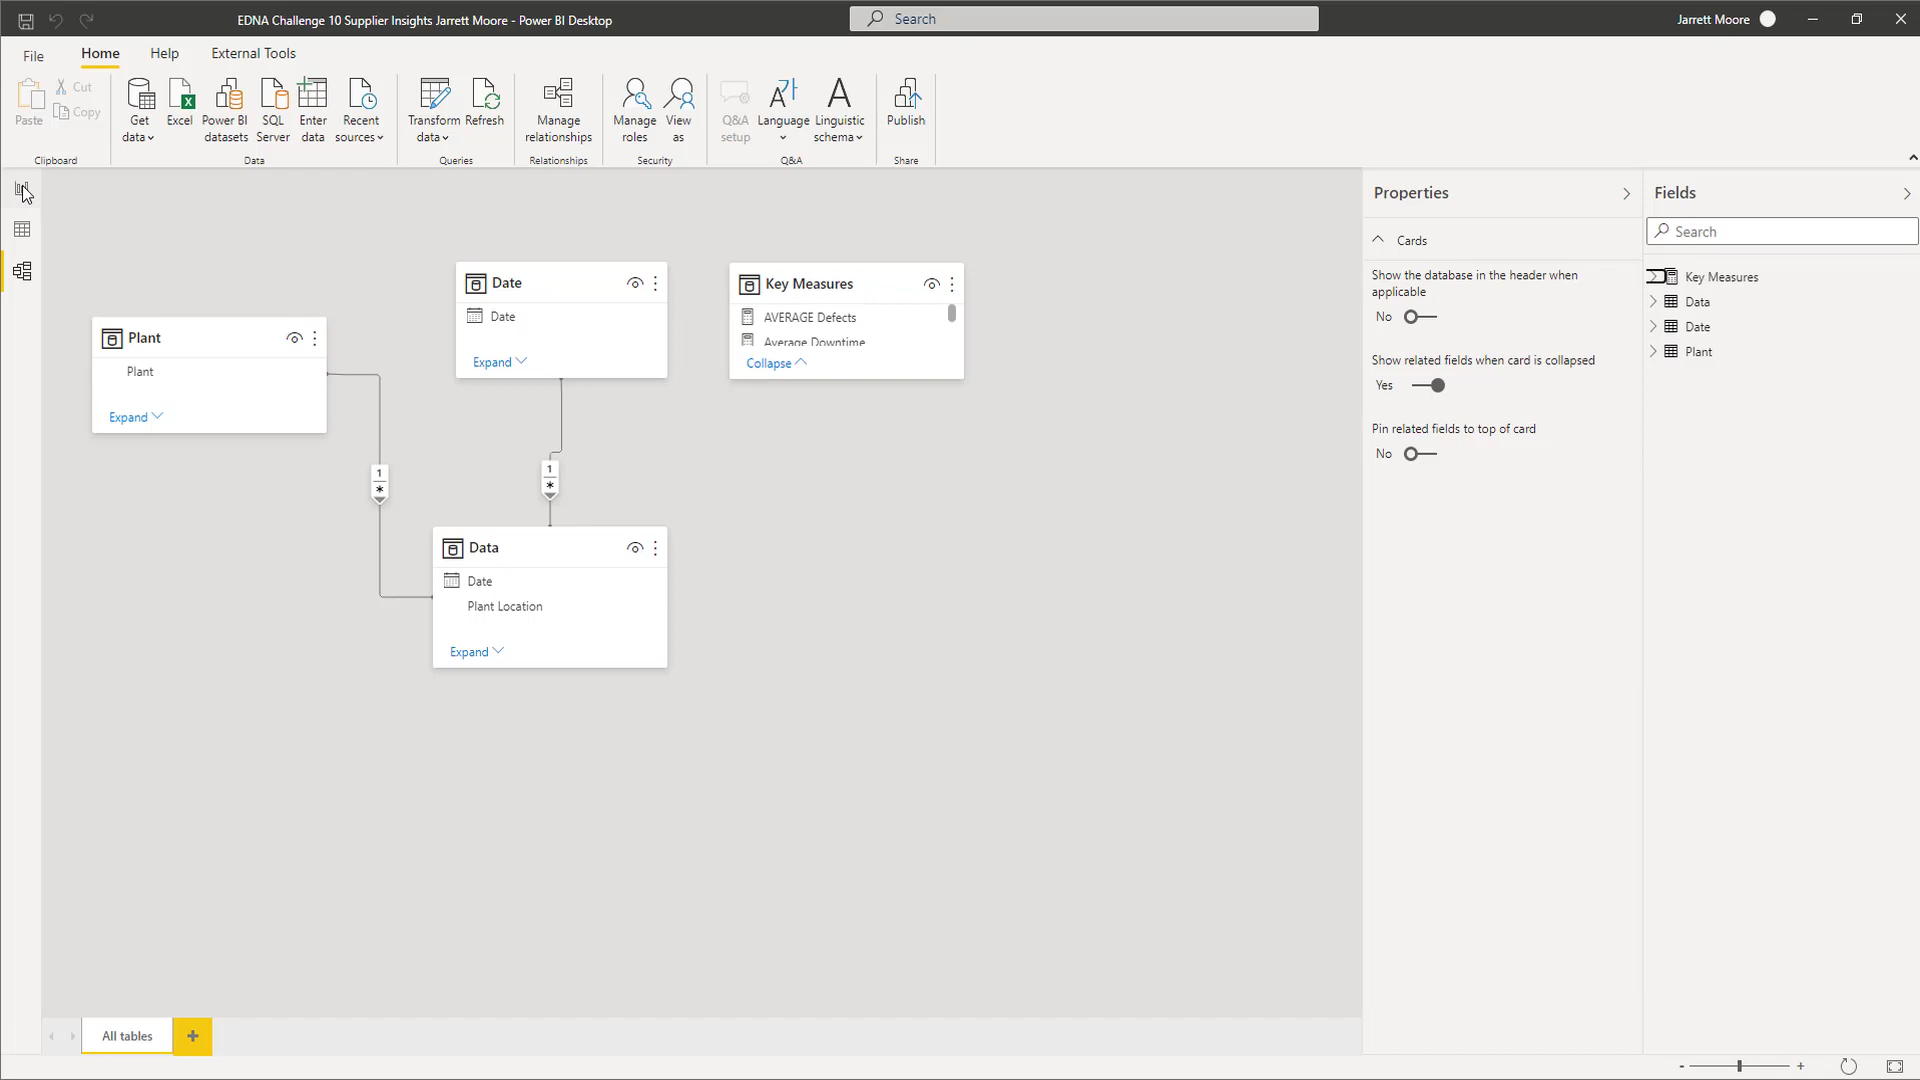 EDNA Challenge 10 Supplier Insights Jarrett Moore - Power BI Desktop
Search
Jarrett Moore
File
Home
Help
External Tools
Paste
Cut
Copy
Clipboard
Get data
Excel
Power BI datasets
SQL Server
Enter data
Recent sources
Data
Transform data
Refresh
Queries
Manage relationships
Relationships
Manage roles
View as
Security
Q&A setup
Language
Linguistic schema
Q&A
Publish
Share
Plant
Plant
Expand
Date
Date
Expand
Key Measures
AVERAGE Defects
Average Downtime
Collapse
1
*
1
*
Data
Date
Plant Location
Expand
Properties
Cards
Show the database in the header when
applicable
No
Show related fields when card is collapsed
Yes
Pin related fields to top of card
No
Fields
Search
Key Measures
Data
Date
Plant
All tables
+
- +